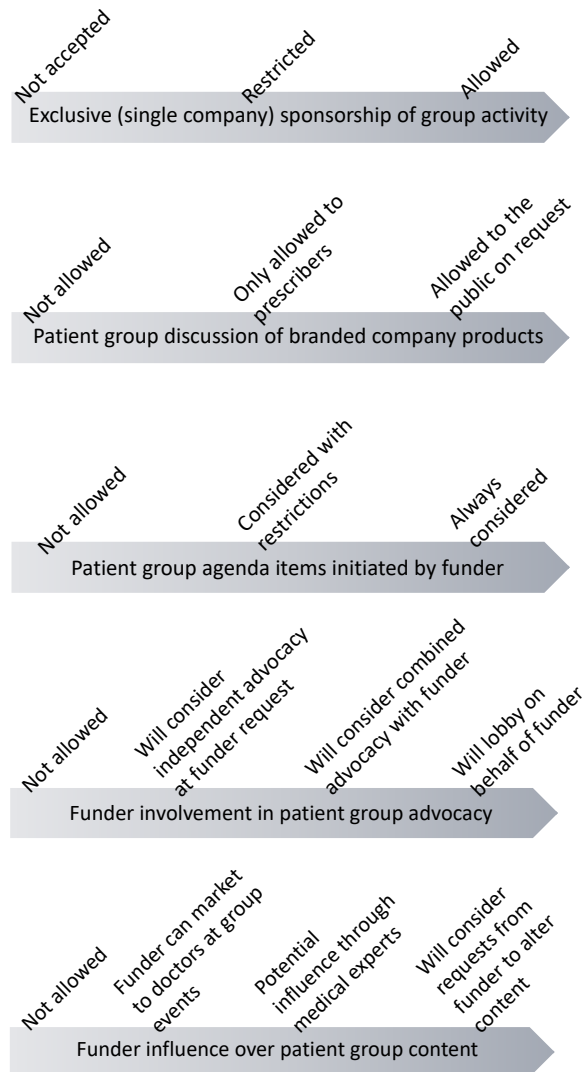 Not accepted
Restricted
Allowed
Exclusive (single company) sponsorship of group activity
Not allowed
Only allowed to
prescribers
Allowed to the
public on request
Patient group discussion of branded company products
Not allowed
Considered with
restrictions
Always
considered
Patient group agenda items initiated by funder
Not allowed
Will consider
independent advocacy
at funder request
Will consider combined
advocacy with funder
Will lobby on
behalf of funder
Funder involvement in patient group advocacy
Not allowed
Funder can market
to doctors at group
events
Potential
influence through
medical experts
Will consider
requests from
funder to alter
content
Funder influence over patient group content